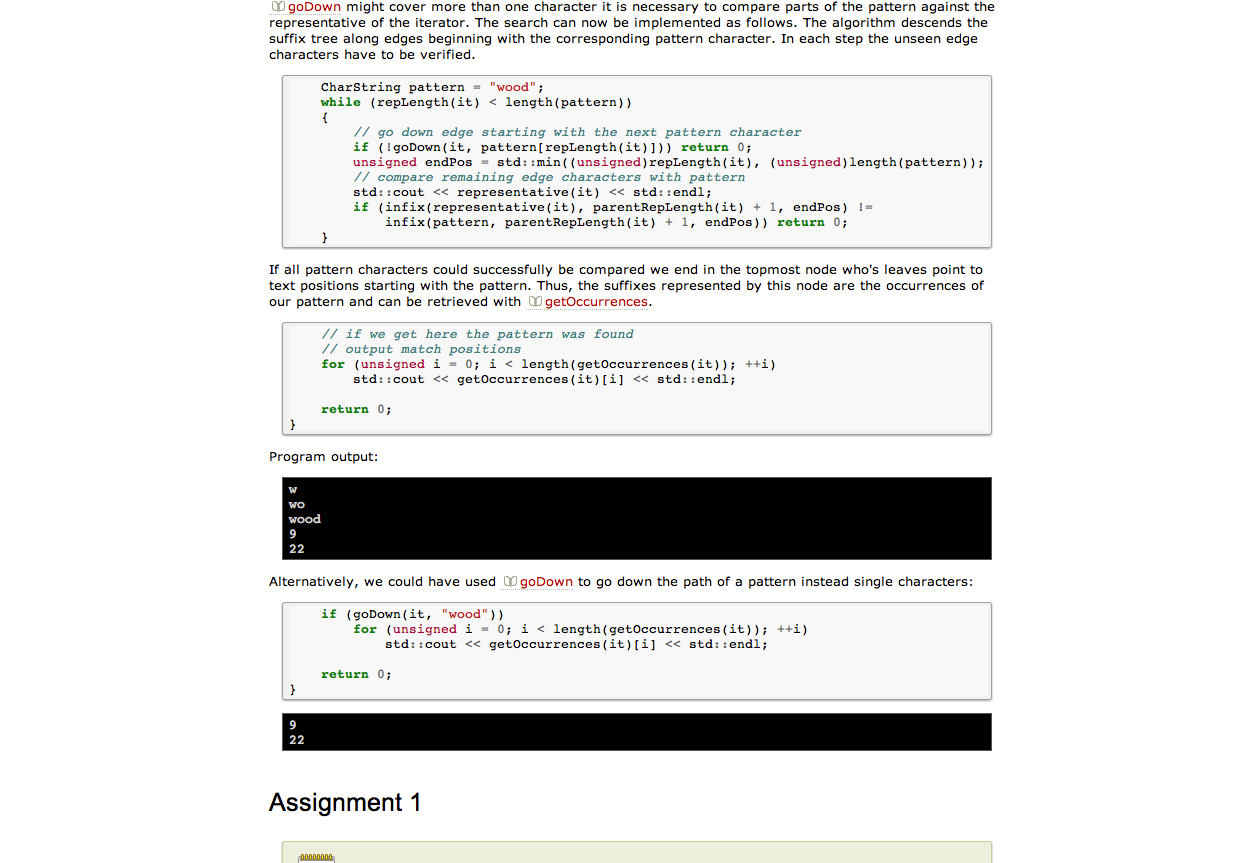 goDown might cover more than one character it is necessary to compare parts of the pattern against the
representative of the iterator. The search can now be implemented as follows. The algorithm descends the
suffix tree along edges beginning with the corresponding pattern character. In each step the unseen edge
characters have to be verified.
CharString pattern = "wood";
while (repLength(it) < length(pattern))
{
// go down edge starting with the next pattern character
if (!goDown(it, pattern[repLength(it)])) return 0;
unsigned endPos = std::min((unsigned)repLength(it), (unsigned)length(pattern));
// compare remaining edge characters with pattern
std::cout << representative(it) << std::endl;
if (infix(representative(it), parentRepLength(it) + 1, endPos) !=
infix(pattern, parentRepLength(it) + 1, endPos)) return 0;
}
If all pattern characters could successfully be compared we end in the topmost node who's leaves point to
text positions starting with the pattern. Thus, the suffixes represented by this node are the occurrences of
our pattern and can be retrieved with getOccurrences.
// if we get here the pattern was found
// output match positions
for (unsigned i = 0; i < length(getOccurrences(it)); ++i)
std::cout << getOccurrences(it)[i] << std::endl;
return 0;
}
Program output:
w
wo
wood
9
22
Alternatively, we could have used goDown to go down the path of a pattern instead single characters:
if (goDown(it, "wood"))
for (unsigned i = 0; i < length(getOccurrences(it)); ++i)
std::cout << getOccurrences(it)[i] << std::endl;
return 0;
}
9
22
Assignment 1